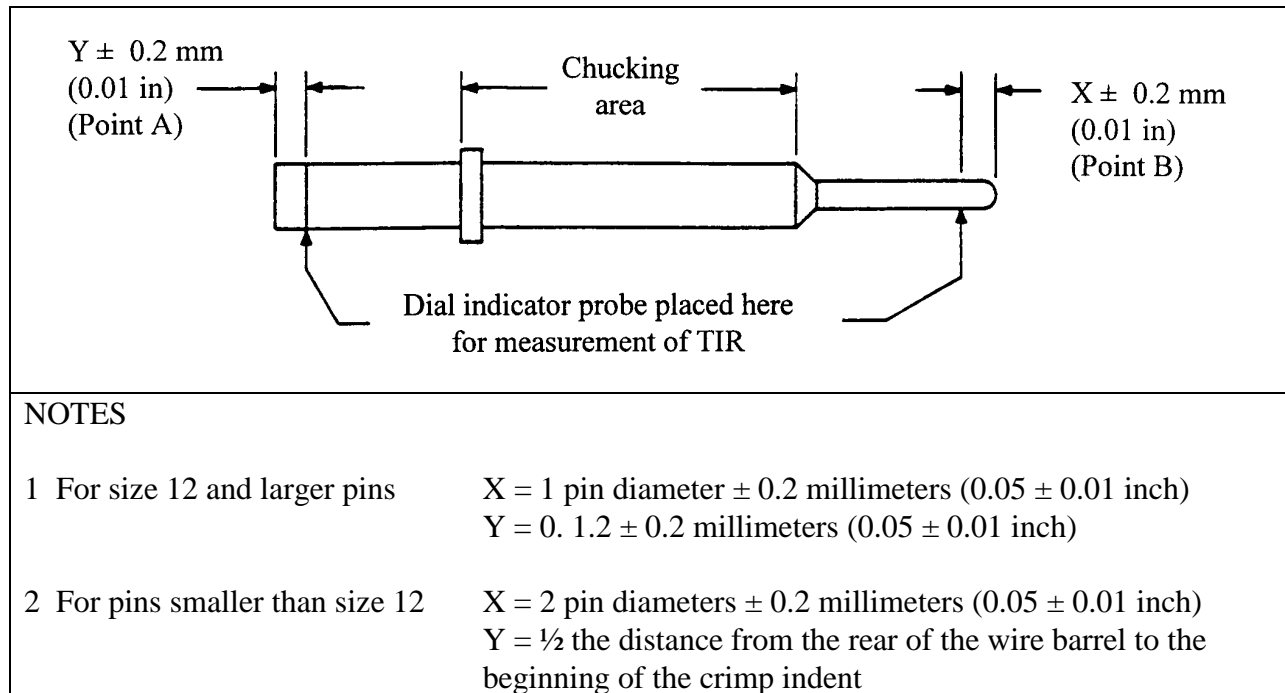 Y ± 0.2 mm
(0.01 in)
(Point A)
Chucking
area
X ± 0.2 mm
(0.01 in)
(Point B)
Dial indicator probe placed here
for measurement of TIR
NOTES
1 For size 12 and larger pins X = 1 pin diameter ± 0.2 millimeters (0.05 ± 0.01 inch)
Y = 0. 1.2 ± 0.2 millimeters (0.05 ± 0.01 inch)
2 For pins smaller than size 12 X = 2 pin diameters ± 0.2 millimeters (0.05 ± 0.01 inch)
Y = ½ the distance from the rear of the wire barrel to the
beginning of the crimp indent